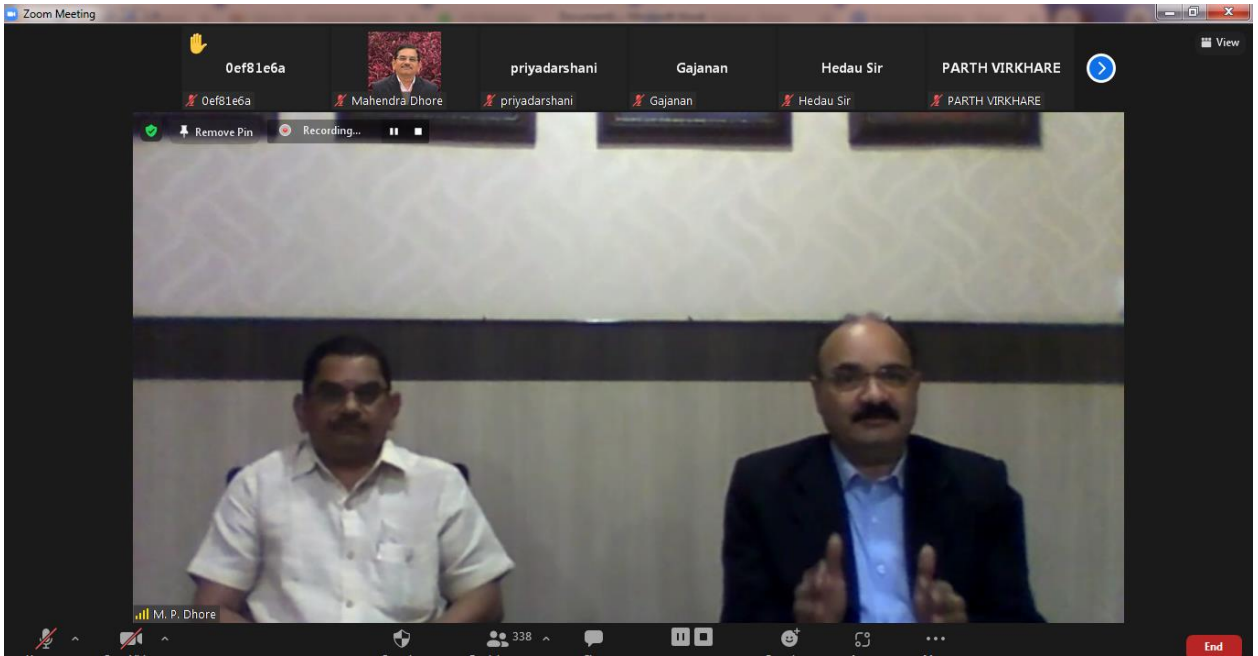 Zoom Meeting
View
0ef81e6a
priyadarshani
Gajanan
Hedau Sir
PARTH VIRKHARE
0ef81e6a
Mahendra Dhore
priyadarshani
Gajanan
Hedau Sir
PARTH VIRKHARE
Remove Pin
Recording...
M. P. Dhore
338
End